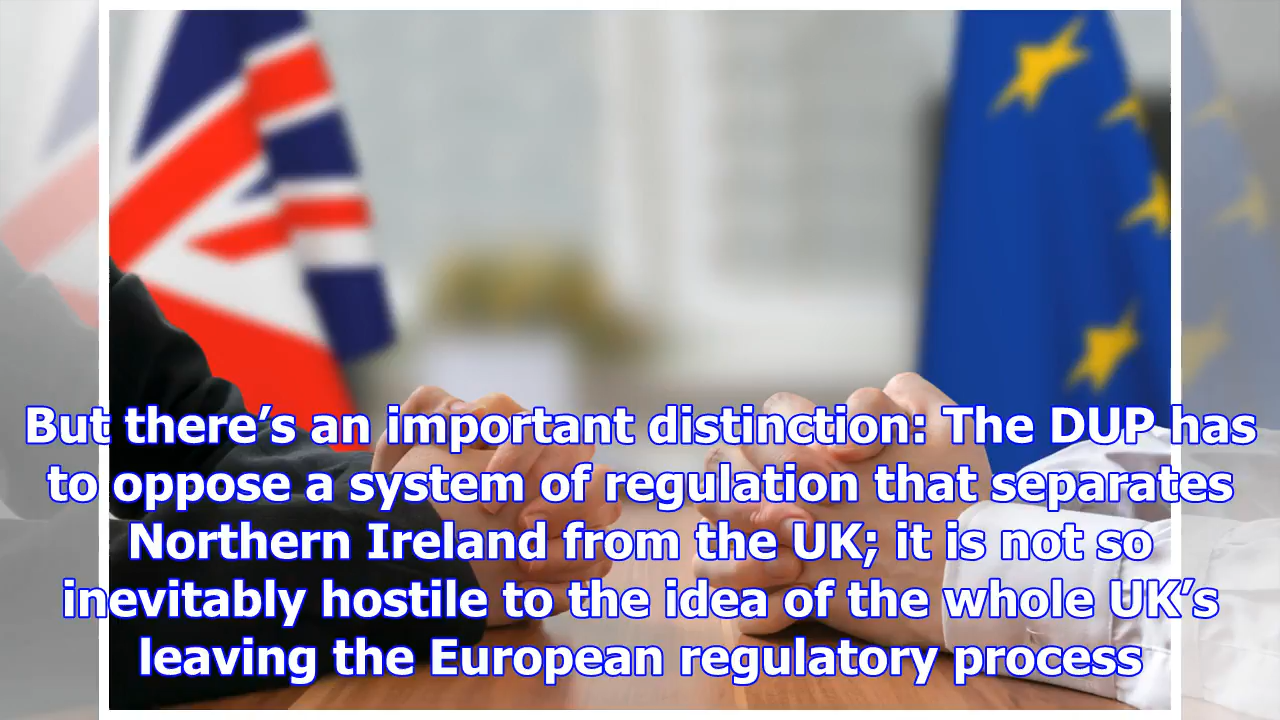 But there’s an important distinction: The DUP has
to oppose a system of regulation that separates
Northern Ireland from the UK; it is not so
inevitably hostile to the idea of the whole UK’s
leaving the European regulatory process